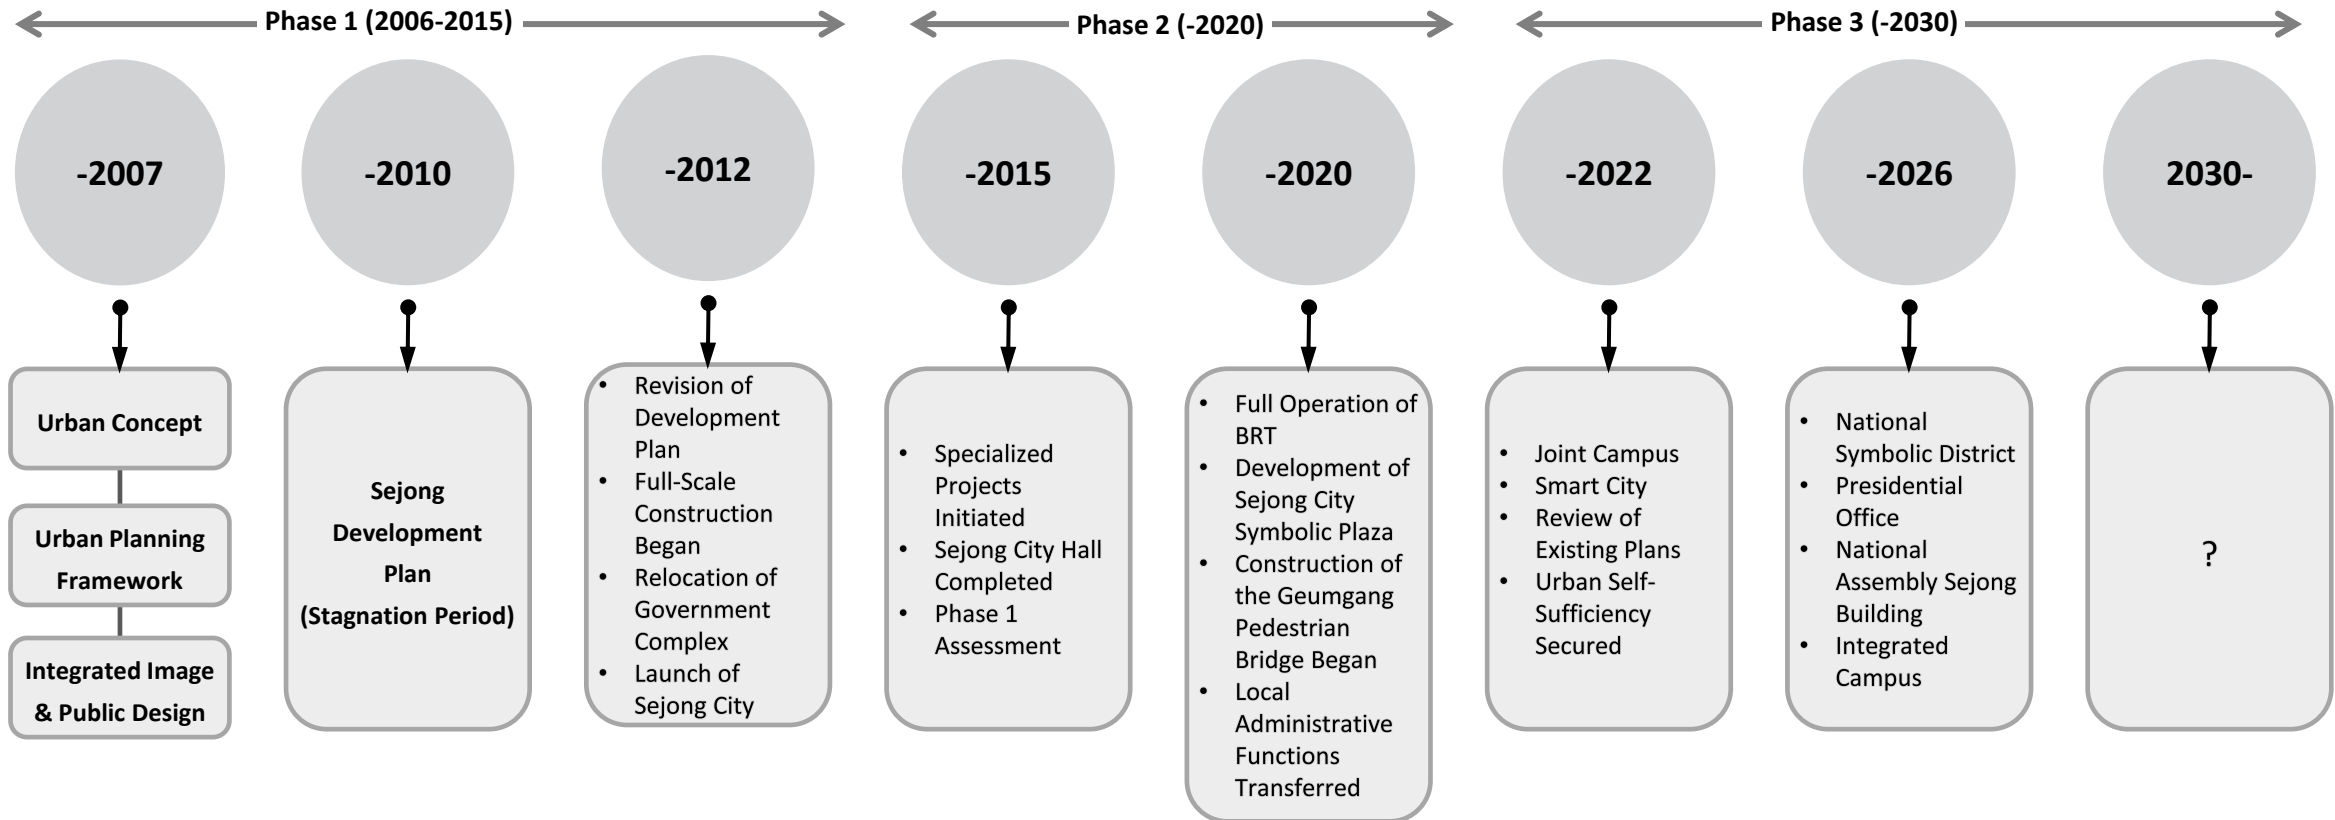 Phase 1 (2006-2015)
Phase 2 (-2020)
Phase 3 (-2030)
-2007
-2010
-2012
-2015
-2020
-2022
-2026
2030-
Urban Concept
Urban Planning
Framework
Integrated Image
& Public Design
Sejong
Development
Plan
(Stagnation Period)
• Revision of
Development
Plan
• Full-Scale
Construction
Began
• Relocation of
Government
Complex
• Launch of
Sejong City
• Specialized
Projects
Initiated
• Sejong City Hall
Completed
• Phase 1
Assessment
• Full Operation of
BRT
• Development of
Sejong City
Symbolic Plaza
• Construction of
the Geumgang
Pedestrian
Bridge Began
• Local
Administrative
Functions
Transferred
• Joint Campus
• Smart City
• Review of
Existing Plans
• Urban Self-
Sufficiency
Secured
• National
Symbolic District
• Presidential
Office
• National
Assembly Sejong
Building
• Integrated
Campus
?